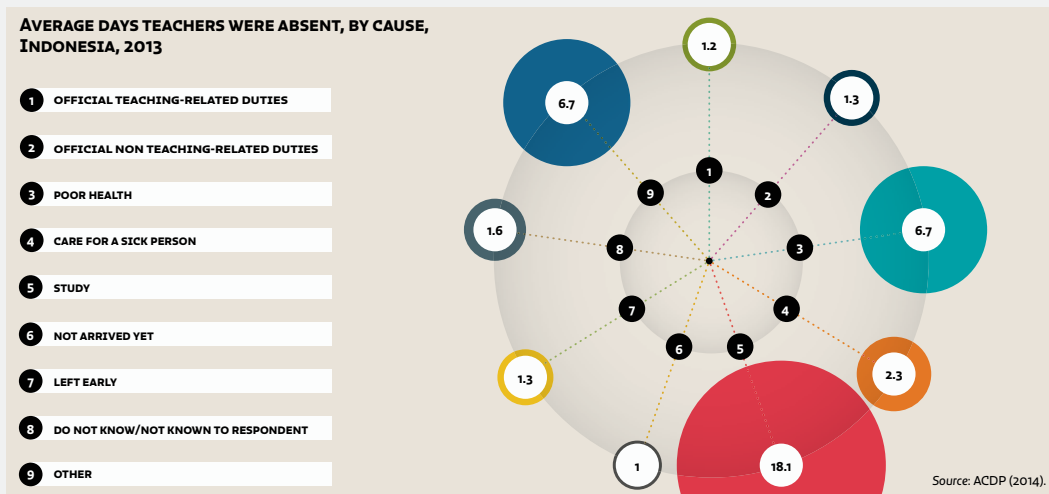 AVERAGE DAYS TEACHERS WERE ABSENT, BY CAUSE,
INDONESIA, 2013
1 OFFICIAL TEACHING-RELATED DUTIES
2 OFFICIAL NON TEACHING-RELATED DUTIES
3 POOR HEALTH
4 CARE FOR A SICK PERSON
5 STUDY
6 NOT ARRIVED YET
7 LEFT EARLY
8 DO NOT KNOW/NOT KNOWN TO RESPONDENT
9 OTHER
1.2
1.3
6.7
2.3
18.1
1
1.3
1.6
6.7
1
2
3
4
5
6
7
8
9
Source: ACDP (2014).